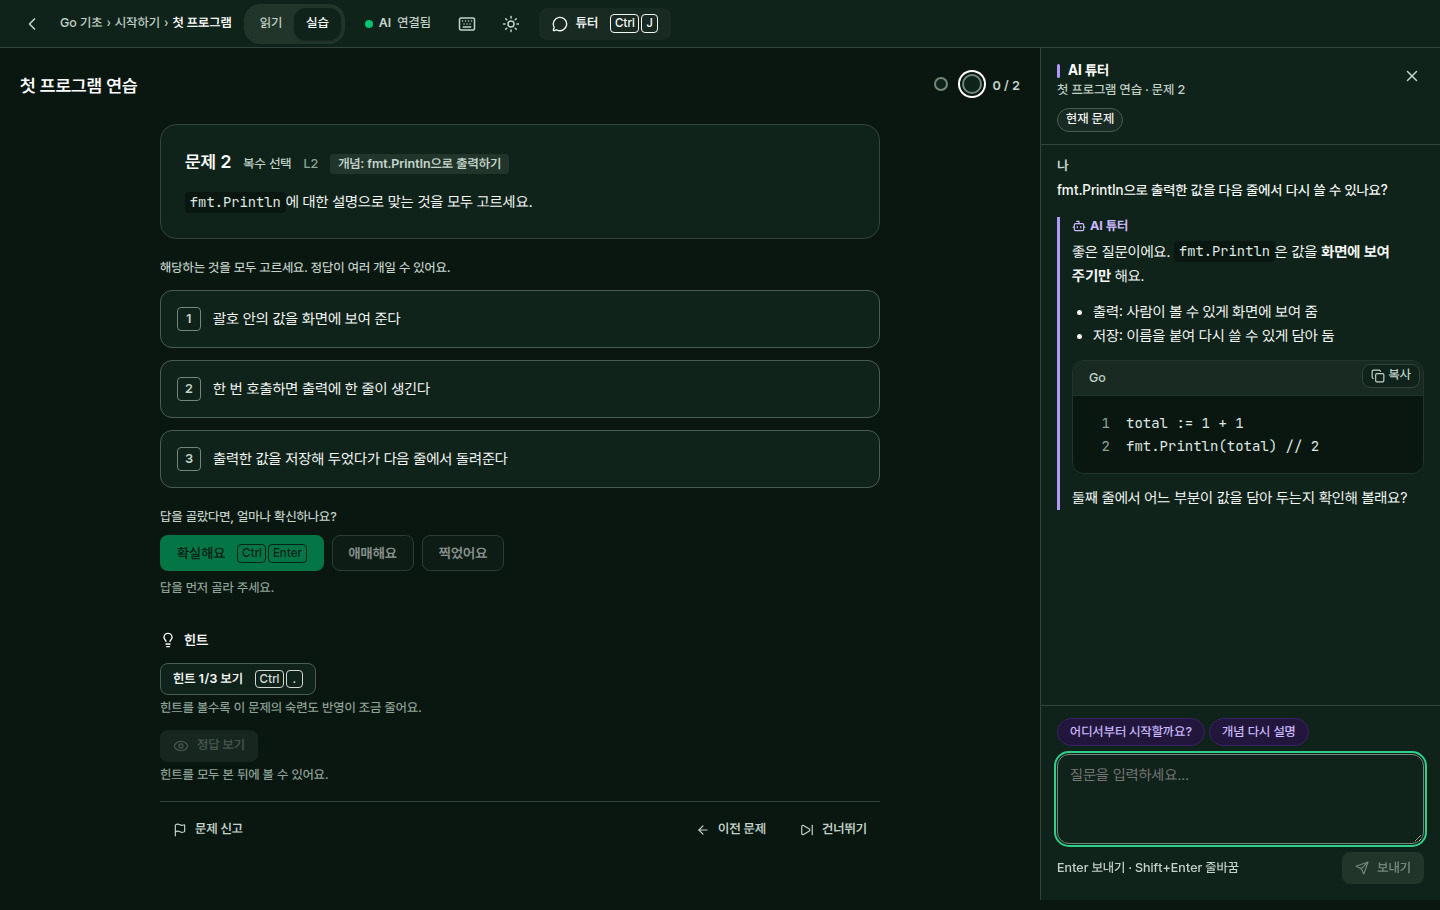 Go 기초 › 시작하기 › 첫 프로그램 읽기 실습 AI 연결됨 튜터 Ctrl J
첫 프로그램 연습
0 / 2
문제 2 복수 선택 L2 개념: fmt.Println으로 출력하기
fmt.Println에 대한 설명으로 맞는 것을 모두 고르세요.
해당하는 것을 모두 고르세요. 정답이 여러 개일 수 있어요.
1 괄호 안의 값을 화면에 보여 준다
2 한 번 호출하면 출력에 한 줄이 생긴다
3 출력한 값을 저장해 두었다가 다음 줄에서 돌려준다
답을 골랐다면, 얼마나 확신하나요?
확실해요 Ctrl Enter 애매해요 찍었어요
답을 먼저 골라 주세요.
힌트
힌트 1/3 보기 Ctrl .
힌트를 볼수록 이 문제의 숙련도 반영이 조금 줄어요.
정답 보기
힌트를 모두 본 뒤에 볼 수 있어요.
문제 신고 이전 문제 건너뛰기
AI 튜터
첫 프로그램 연습 · 문제 2
현재 문제
나
fmt.Println으로 출력한 값을 다음 줄에서 다시 쓸 수 있나요?
AI 튜터
좋은 질문이에요. fmt.Println은 값을 화면에 보여
주기만 해요.
• 출력: 사람이 볼 수 있게 화면에 보여 줌
• 저장: 이름을 붙여 다시 쓸 수 있게 담아 둠
Go 복사
1 total := 1 + 1
2 fmt.Println(total) // 2
둘째 줄에서 어느 부분이 값을 담아 두는지 확인해 볼래요?
어디서부터 시작할까요? 개념 다시 설명
질문을 입력하세요...
Enter 보내기 · Shift+Enter 줄바꿈 보내기